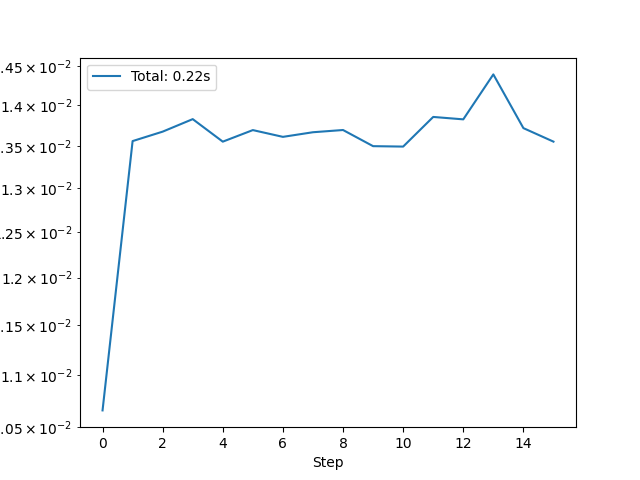 Total: 0.22s
.45 × 10⁻²
1.4 × 10⁻²
.35 × 10⁻²
1.3 × 10⁻²
.25 × 10⁻²
1.2 × 10⁻²
.15 × 10⁻²
1.1 × 10⁻²
.05 × 10⁻²
0 2 4 6 8 10 12 14
Step